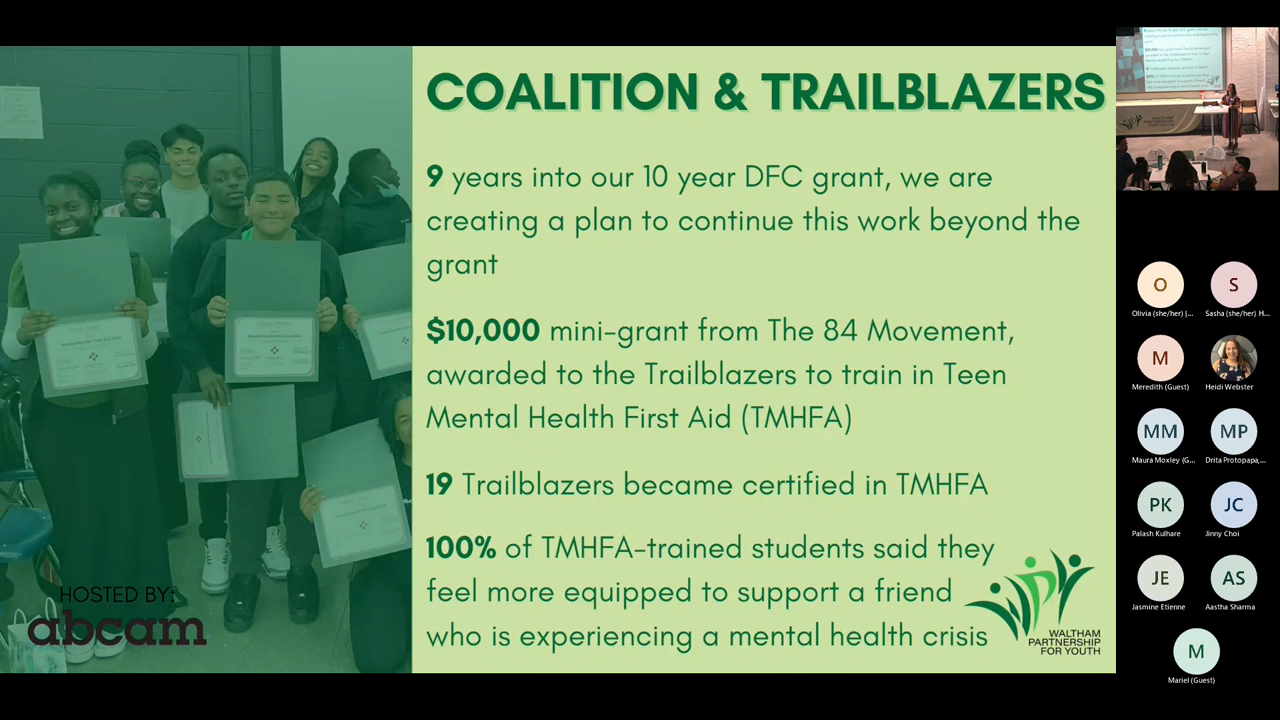 COALITION & TRAILBLAZERS
9 years into our 10 year DFC grant, we are
creating a plan to continue this work beyond the
grant
$10,000 mini-grant from The 84 Movement,
awarded to the Trailblazers to train in Teen
Mental Health First Aid (TMHFA)
19 Trailblazers became certified in TMHFA
100% of TMHFA-trained students said they
feel more equipped to support a friend
who is experiencing a mental health crisis
HOSTED BY:
abcam
WALTHAM
PARTNERSHIP
FOR YOUTH
WALTHAM
PARTNERSHIP
FOR YOUTH
O
Olivia (she/her) |...
S
Sasha (she/her) H...
M
Meredith (Guest)
Heidi Webster
MM
Maura Moxley (G...
MP
Drita Protopapa,...
PK
Palash Kulhare
JC
Jinny Choi
JE
Jasmine Etienne
AS
Aastha Sharma
M
Mariel (Guest)